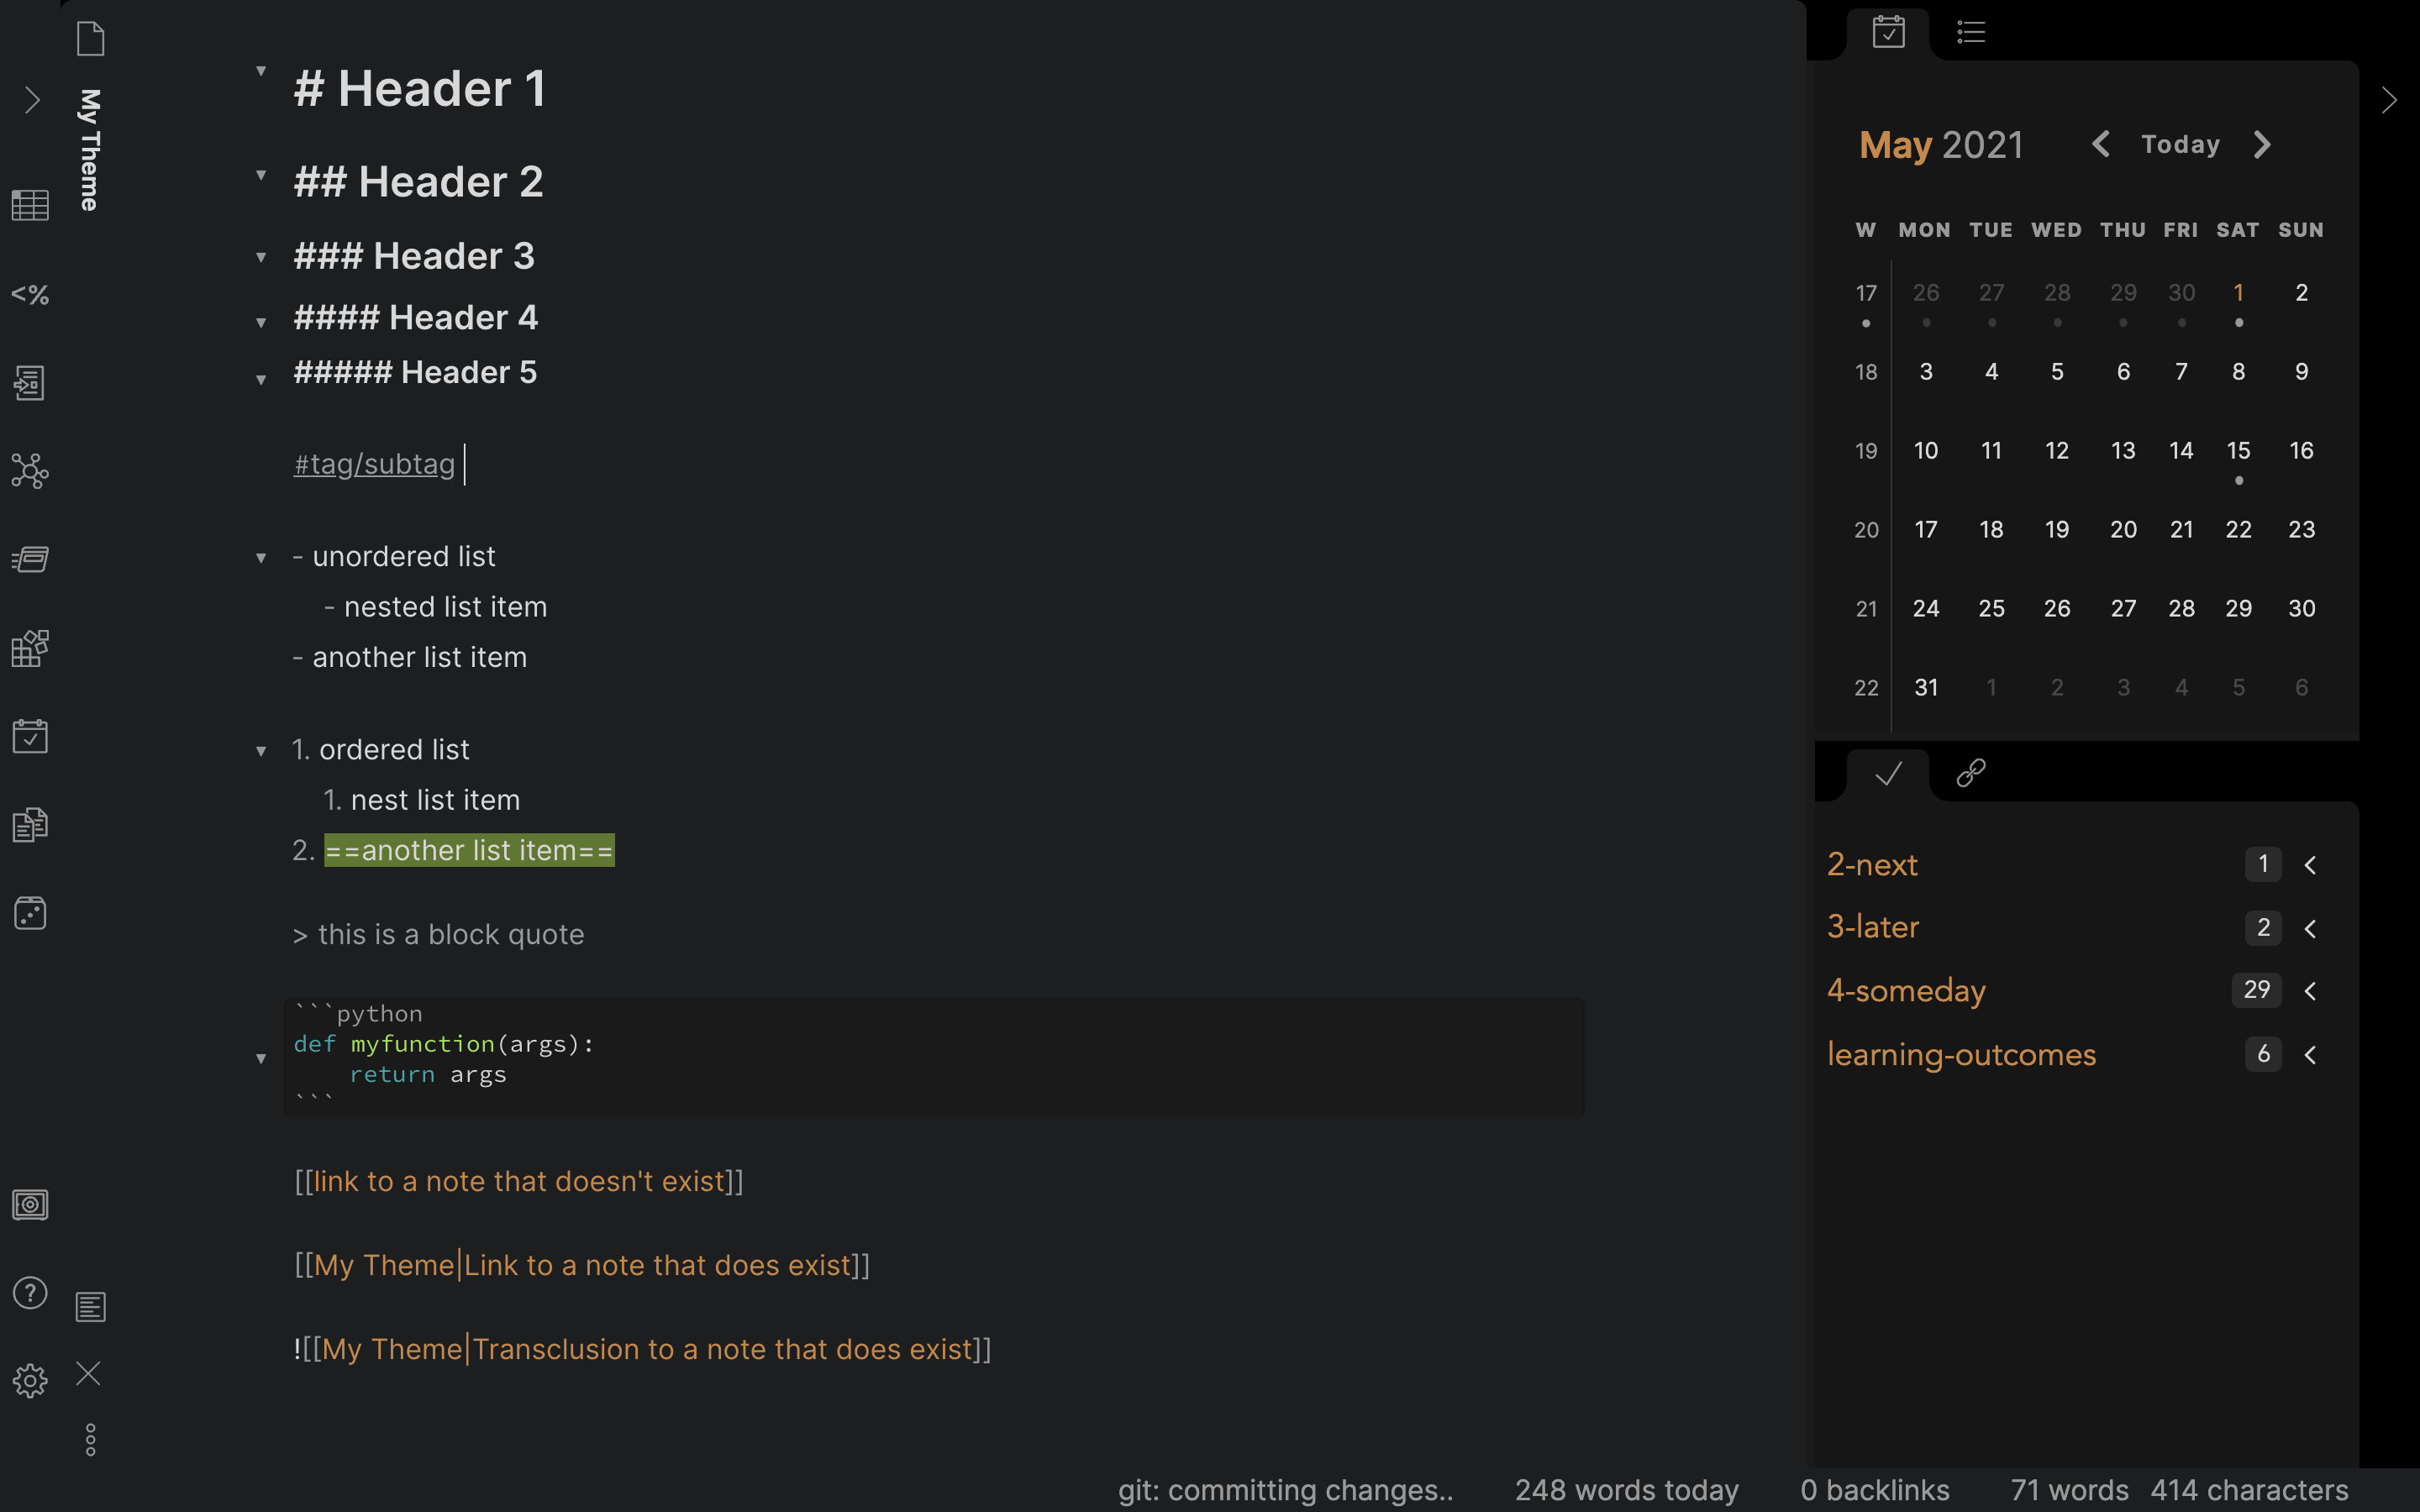 My Theme
<%
# Header 1
## Header 2
### Header 3
#### Header 4
##### Header 5
#tag/subtag
- unordered list
- nested list item
- another list item
1. ordered list
1. nest list item
2. ==another list item==
> this is a block quote
```python
def myfunction(args):
return args
```
[[link to a note that doesn't exist]]
[[My Theme|Link to a note that does exist]]
![[My Theme|Transclusion to a note that does exist]]
May 2021 Today
W MON TUE WED THU FRI SAT SUN
17 26 27 28 29 30 1 2
18 3 4 5 6 7 8 9
19 10 11 12 13 14 15 16
20 17 18 19 20 21 22 23
21 24 25 26 27 28 29 30
22 31 1 2 3 4 5 6
2-next 1
3-later 2
4-someday 29
learning-outcomes 6
git: committing changes.. 248 words today 0 backlinks 71 words 414 characters